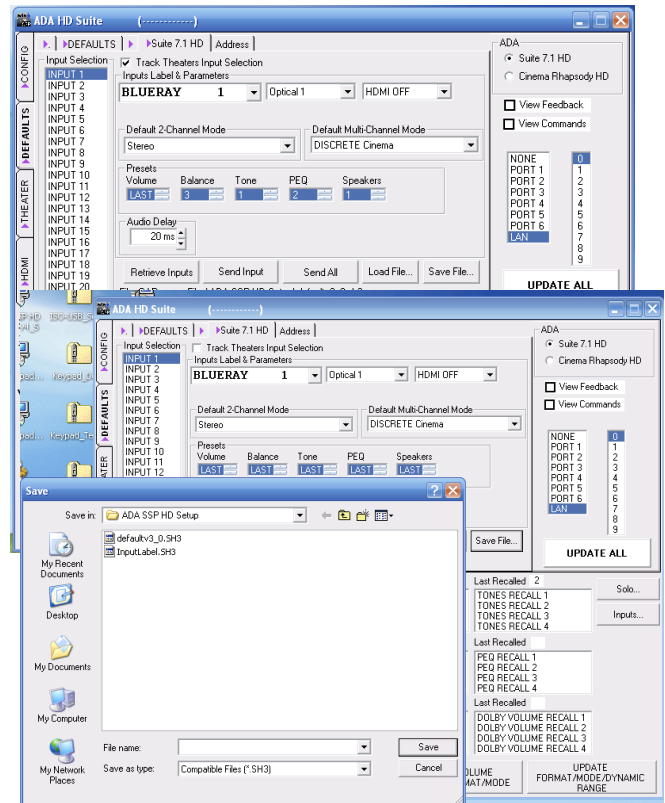 ADA HD Suite (------------)
▶. ▶DEFAULTS ▶ ▶Suite 7.1 HD Address
▶CONFIG
▶DEFAULTS
▶THEATER
▶HDMI
Input Selection
INPUT 1
INPUT 2
INPUT 3
INPUT 4
INPUT 5
INPUT 6
INPUT 7
INPUT 8
INPUT 9
INPUT 10
INPUT 11
INPUT 12
INPUT 13
INPUT 14
INPUT 15
INPUT 16
INPUT 17
INPUT 18
INPUT 19
INPUT 20
Track Theaters Input Selection
Inputs Label & Parameters
BLUERAY 1 Optical 1 HDMI OFF
Default 2-Channel Mode
Stereo
Default Multi-Channel Mode
DISCRETE Cinema
Presets
Volume Balance Tone PEQ Speakers
LAST 3 1 2 1
Audio Delay
20 ms
Retrieve Inputs Send Input Send All Load File... Save File...
ADA
Suite 7.1 HD
Cinema Rhapsody HD
View Feedback
View Commands
NONE 0
PORT 1 1
PORT 2 2
PORT 3 3
PORT 4 4
PORT 5 5
PORT 6 6
LAN 7
8
9
UPDATE ALL
ADA HD Suite (------------)
▶. ▶DEFAULTS ▶ ▶Suite 7.1 HD Address
▶CONFIG
DEFAULTS
ATER
Input Selection
INPUT 1
INPUT 2
INPUT 3
INPUT 4
INPUT 5
INPUT 6
INPUT 7
INPUT 8
INPUT 9
INPUT 10
INPUT 11
INPUT 12
Track Theaters Input Selection
Inputs Label & Parameters
BLUERAY 1 Optical 1 HDMI OFF
Default 2-Channel Mode
Stereo
Default Multi-Channel Mode
DISCRETE Cinema
Presets
Volume Balance Tone PEQ Speakers
LAST LAST LAST LAST LAST
Save File...
ADA
Suite 7.1 HD
Cinema Rhapsody HD
View Feedback
View Commands
NONE 0
PORT 1 1
PORT 2 2
PORT 3 3
PORT 4 4
PORT 5 5
PORT 6 6
LAN 7
8
9
UPDATE ALL
Save
Save in: ADA SSP HD Setup
defaultv3_0.SH3
InputLabel.SH3
My Recent
Documents
Desktop
My Documents
My Computer
My Network
Places
File name: Save
Save as type: Compatible Files (*.SH3) Cancel
Last Recalled 2
TONES RECALL 1
TONES RECALL 2
TONES RECALL 3
TONES RECALL 4
Solo...
Inputs...
Last Recalled
PEQ RECALL 1
PEQ RECALL 2
PEQ RECALL 3
PEQ RECALL 4
Last Recalled
DOLBY VOLUME RECALL 1
DOLBY VOLUME RECALL 2
DOLBY VOLUME RECALL 3
DOLBY VOLUME RECALL 4
UPDATE
FORMAT/MODE/DYNAMIC
RANGE